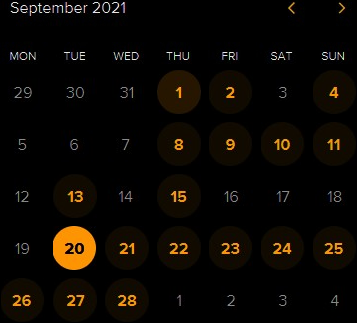 September 2021 < >
MON TUE WED THU FRI SAT SUN
29 30 31 1 2 3 4
5 6 7 8 9 10 11
12 13 14 15 16 17 18
19 20 21 22 23 24 25
26 27 28 1 2 3 4